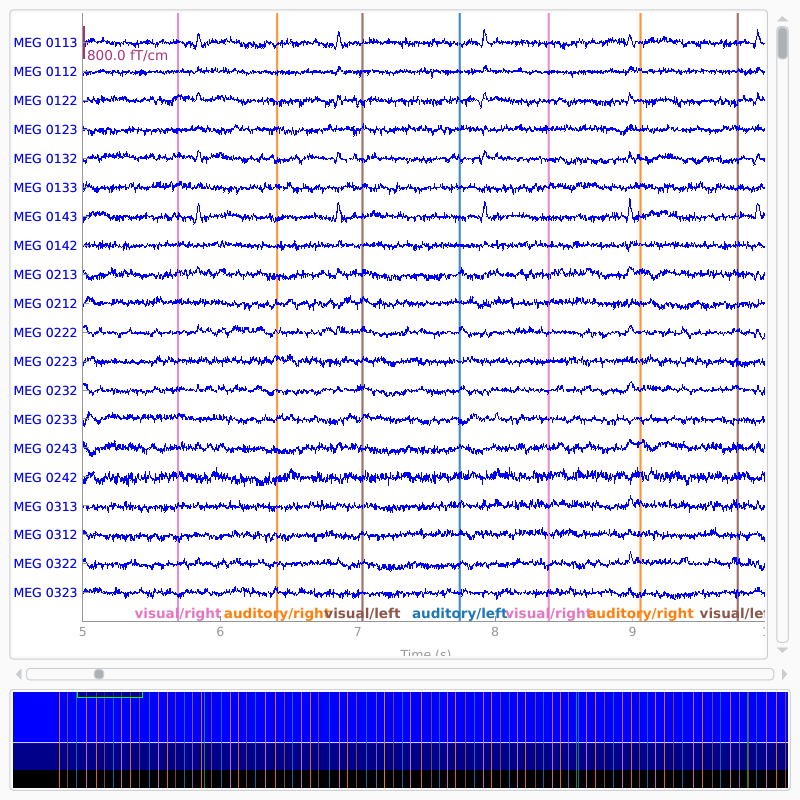 MEG 0113
800.0 fT/cm
MEG 0112
MEG 0122
MEG 0123
MEG 0132
MEG 0133
MEG 0143
MEG 0142
MEG 0213
MEG 0212
MEG 0222
MEG 0223
MEG 0232
MEG 0233
MEG 0243
MEG 0242
MEG 0313
MEG 0312
MEG 0322
MEG 0323
visual/right auditory/right visual/left auditory/left visual/right auditory/right visual/le
5 6 7 8 9
Time (s)